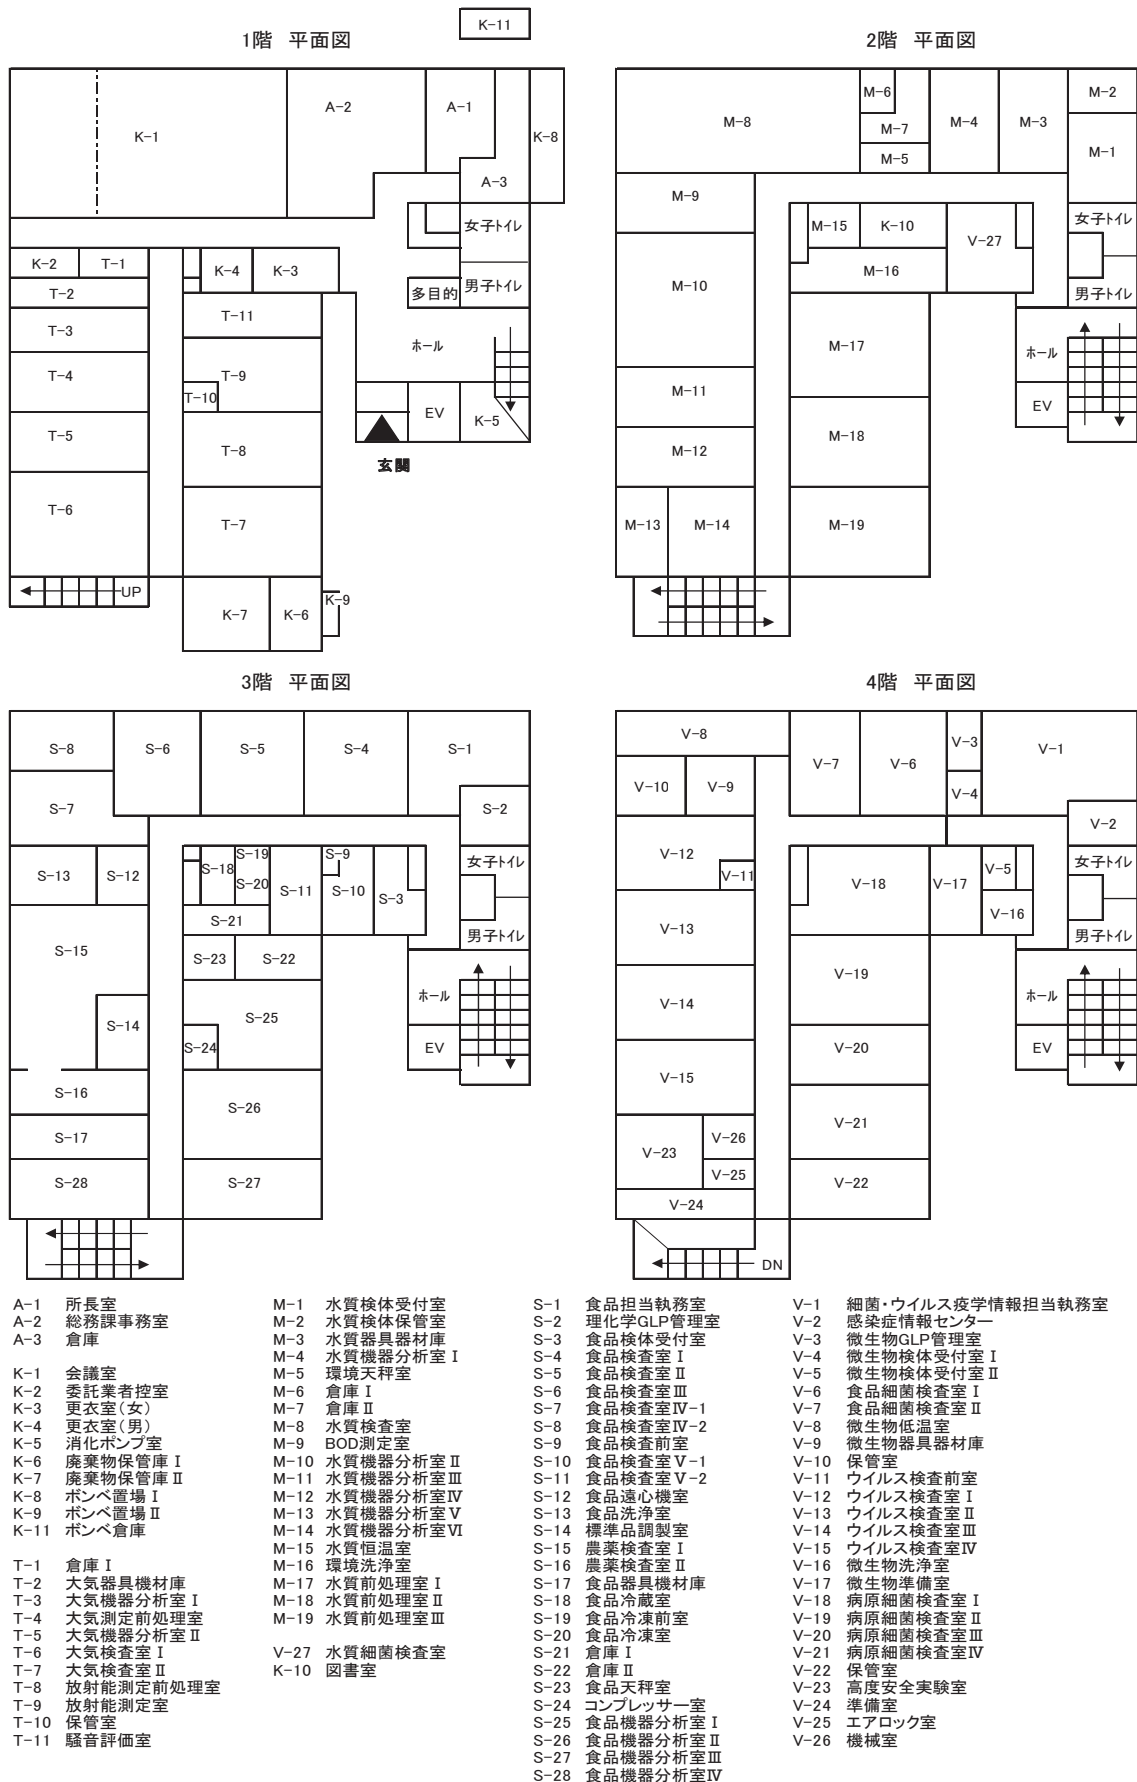 1階 平面図
K-11
K-1
A-2
A-1
K-8
A-3
女子トイレ
K-2
T-1
K-4
K-3
T-2
多目的
男子トイレ
T-3
T-11
ホール
T-4
T-9
T-10
EV
K-5
T-5
T-8
玄関
T-6
T-7
UP
K-9
K-7
K-6
2階 平面図
M-8
M-6
M-7
M-5
M-4
M-3
M-2
M-1
M-9
女子トイレ
M-15
K-10
V-27
M-16
M-10
男子トイレ
M-17
ホール
M-11
EV
M-12
M-18
M-13
M-14
M-19
3階 平面図
S-8
S-6
S-5
S-4
S-1
S-7
S-2
S-13
S-12
S-18
S-19
S-20
S-11
S-9
S-10
S-3
女子トイレ
S-21
S-15
S-23
S-22
男子トイレ
S-14
S-25
S-24
ホール
EV
S-16
S-26
S-17
S-28
S-27
4階 平面図
V-8
V-7
V-6
V-3
V-4
V-1
V-10
V-9
V-2
V-12
V-11
V-18
V-17
V-5
V-16
女子トイレ
V-13
男子トイレ
V-14
V-19
ホール
V-20
EV
V-15
V-21
V-23
V-26
V-25
V-22
V-24
DN
A-1 所長室
A-2 総務課事務室
A-3 倉庫
K-1 会議室
K-2 委託業者控室
K-3 更衣室(女)
K-4 更衣室(男)
K-5 消化ポンプ室
K-6 廃棄物保管庫Ⅰ
K-7 廃棄物保管庫Ⅱ
K-8 ボンベ置場Ⅰ
K-9 ボンベ置場Ⅱ
K-11 ボンベ倉庫
T-1 倉庫Ⅰ
T-2 大気器具機材庫
T-3 大気機器分析室Ⅰ
T-4 大気測定前処理室
T-5 大気機器分析室Ⅱ
T-6 大気検査室Ⅰ
T-7 大気検査室Ⅱ
T-8 放射能測定前処理室
T-9 放射能測定室
T-10 保管室
T-11 騒音評価室
M-1 水質検体受付室
M-2 水質検体保管室
M-3 水質器具器材庫
M-4 水質機器分析室Ⅰ
M-5 環境天秤室
M-6 倉庫Ⅰ
M-7 倉庫Ⅱ
M-8 水質検査室
M-9 BOD測定室
M-10 水質機器分析室Ⅱ
M-11 水質機器分析室Ⅲ
M-12 水質機器分析室Ⅳ
M-13 水質機器分析室Ⅴ
M-14 水質機器分析室Ⅵ
M-15 水質恒温室
M-16 環境洗浄室
M-17 水質前処理室Ⅰ
M-18 水質前処理室Ⅱ
M-19 水質前処理室Ⅲ
V-27 水質細菌検査室
K-10 図書室
S-1 食品担当執務室
S-2 理化学GLP管理室
S-3 食品検体受付室
S-4 食品検査室Ⅰ
S-5 食品検査室Ⅱ
S-6 食品検査室Ⅲ
S-7 食品検査室Ⅳ-1
S-8 食品検査室Ⅳ-2
S-9 食品検査前室
S-10 食品検査室Ⅴ-1
S-11 食品検査室Ⅴ-2
S-12 食品遠心機室
S-13 食品洗浄室
S-14 標準品調製室
S-15 農薬検査室Ⅰ
S-16 農薬検査室Ⅱ
S-17 食品器具機材庫
S-18 食品冷蔵室
S-19 食品冷凍前室
S-20 食品冷凍室
S-21 倉庫Ⅰ
S-22 倉庫Ⅱ
S-23 食品天秤室
S-24 コンプレッサー室
S-25 食品機器分析室Ⅰ
S-26 食品機器分析室Ⅱ
S-27 食品機器分析室Ⅲ
S-28 食品機器分析室Ⅳ
V-1 細菌・ウイルス疫学情報担当執務室
V-2 感染症情報センター
V-3 微生物GLP管理室
V-4 微生物検体受付室Ⅰ
V-5 微生物検体受付室Ⅱ
V-6 食品細菌検査室Ⅰ
V-7 食品細菌検査室Ⅱ
V-8 微生物低温室
V-9 微生物器具器材庫
V-10 保管室
V-11 ウイルス検査前室
V-12 ウイルス検査室Ⅰ
V-13 ウイルス検査室Ⅱ
V-14 ウイルス検査室Ⅲ
V-15 ウイルス検査室Ⅳ
V-16 微生物洗浄室
V-17 微生物準備室
V-18 病原細菌検査室Ⅰ
V-19 病原細菌検査室Ⅱ
V-20 病原細菌検査室Ⅲ
V-21 病原細菌検査室Ⅳ
V-22 保管室
V-23 高度安全実験室
V-24 準備室
V-25 エアロック室
V-26 機械室